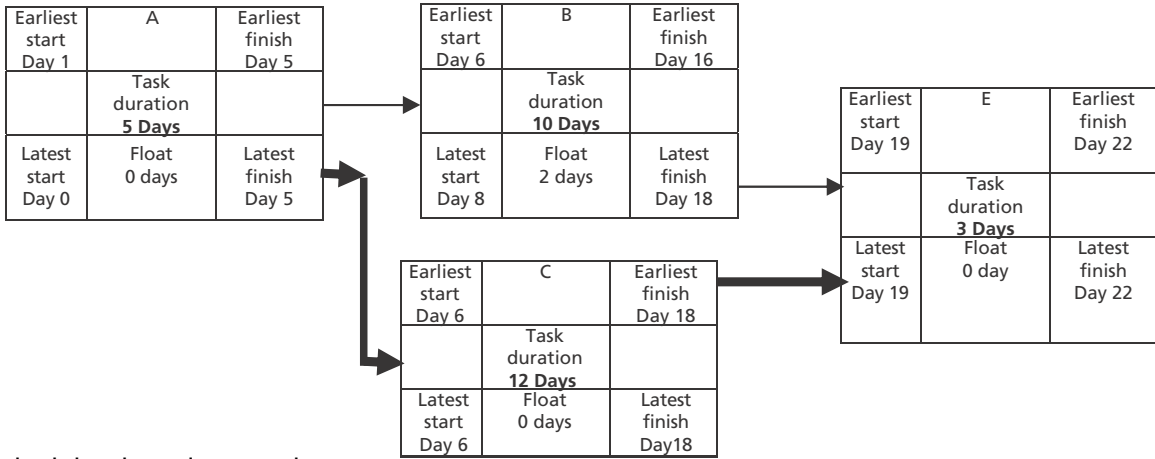 Earliest
start
Day 1
A
Earliest
finish
Day 5
Task
duration
5 Days
Latest
start
Day 0
Float
0 days
Latest
finish
Day 5
Earliest
start
Day 6
B
Earliest
finish
Day 16
Task
duration
10 Days
Latest
start
Day 8
Float
2 days
Latest
finish
Day 18
Earliest
start
Day 6
C
Earliest
finish
Day 18
Task
duration
12 Days
Latest
start
Day 6
Float
0 days
Latest
finish
Day18
Earliest
start
Day 19
E
Earliest
finish
Day 22
Task
duration
3 Days
Latest
start
Day 19
Float
0 day
Latest
finish
Day 22